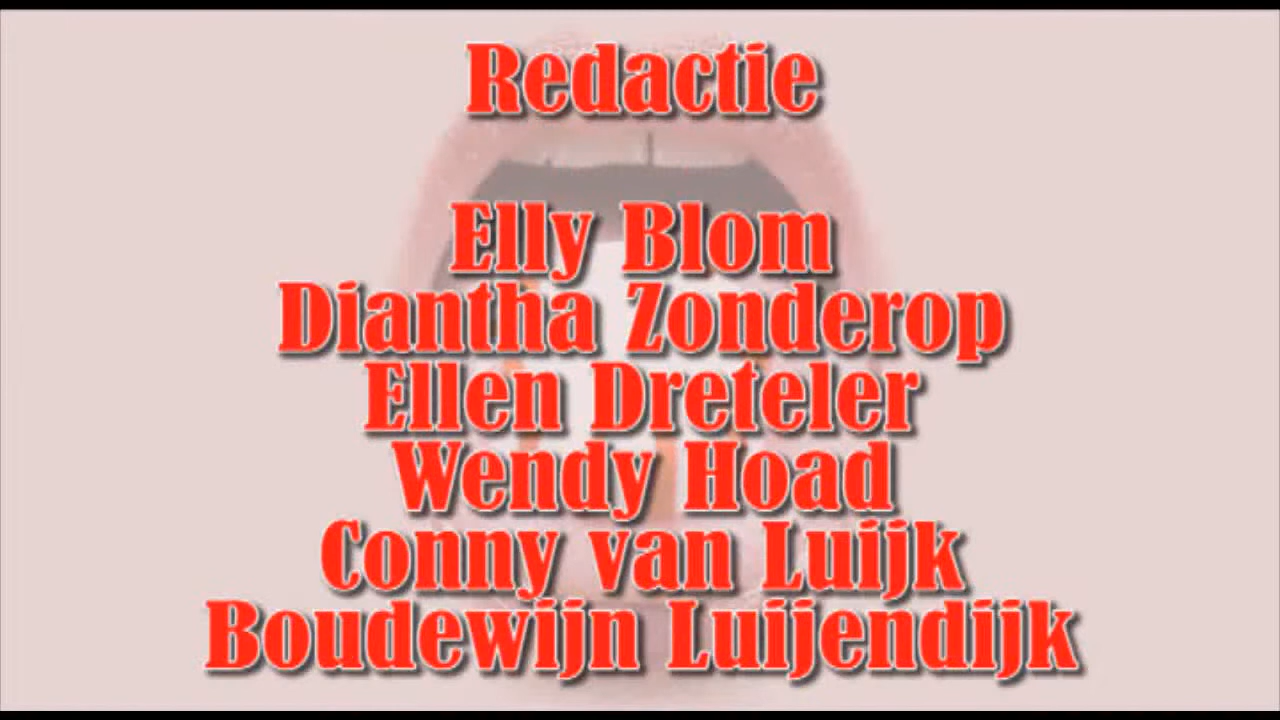 Redactie
Elly Blom
Diantha Zonderop
Ellen Dreteler
Wendy Hoad
Conny van Luijk
Boudewijn Luijendijk